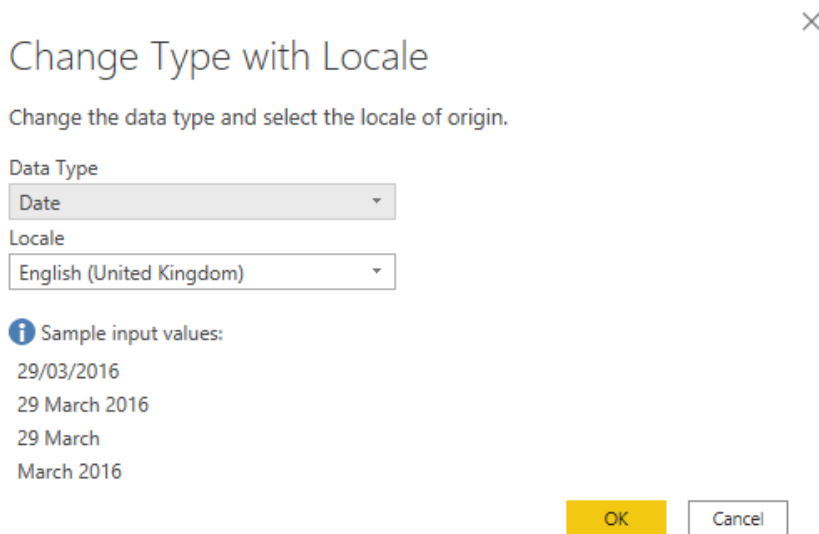 Change Type with Locale
Change the data type and select the locale of origin.
Data Type
Date
Locale
English (United Kingdom)
Sample input values:
29/03/2016
29 March 2016
29 March
March 2016
OK Cancel